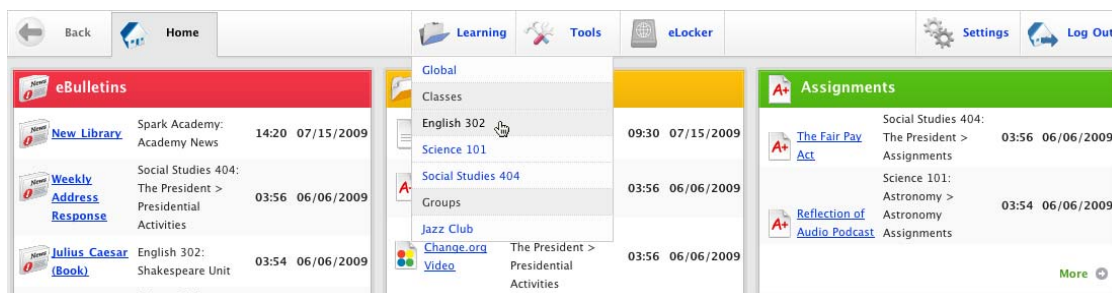 Back
Home
Learning
Tools
eLocker
Settings
Log Out
eBulletins
New Library
Spark Academy:
Academy News
14:20 07/15/2009
Weekly
Address
Response
Social Studies 404:
The President >
Presidential
Activities
03:56 06/06/2009
Julius Caesar
(Book)
English 302:
Shakespeare Unit
03:54 06/06/2009
Global
Classes
English 302
Science 101
Social Studies 404
Groups
Jazz Club
09:30 07/15/2009
03:56 06/06/2009
Change.org
Video
The President >
Presidential
Activities
03:56 06/06/2009
A+ Assignments
A+
The Fair Pay
Act
Social Studies 404:
The President >
Assignments
03:56 06/06/2009
A+
Reflection of
Audio Podcast
Science 101:
Astronomy >
Astronomy
Assignments
03:54 06/06/2009
More